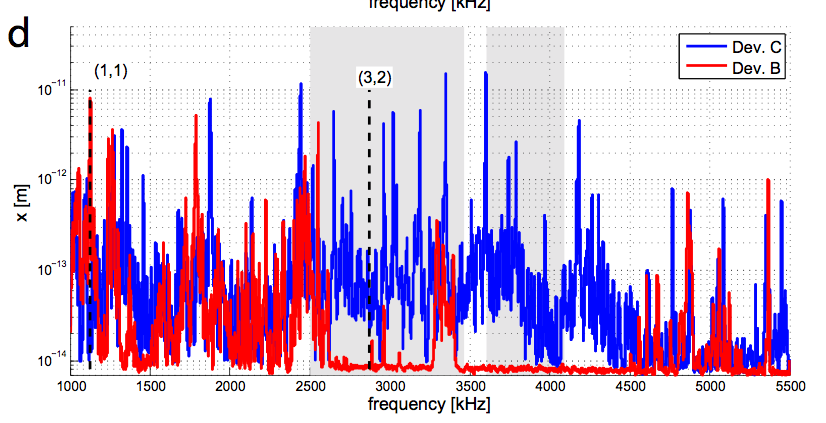 frequency [kHz]
d
Dev. C
Dev. B
(1,1)
(3,2)
10⁻¹¹
10⁻¹²
10⁻¹³
10⁻¹⁴
x [m]
1000 1500 2000 2500 3000 3500 4000 4500 5000 5500
frequency [kHz]